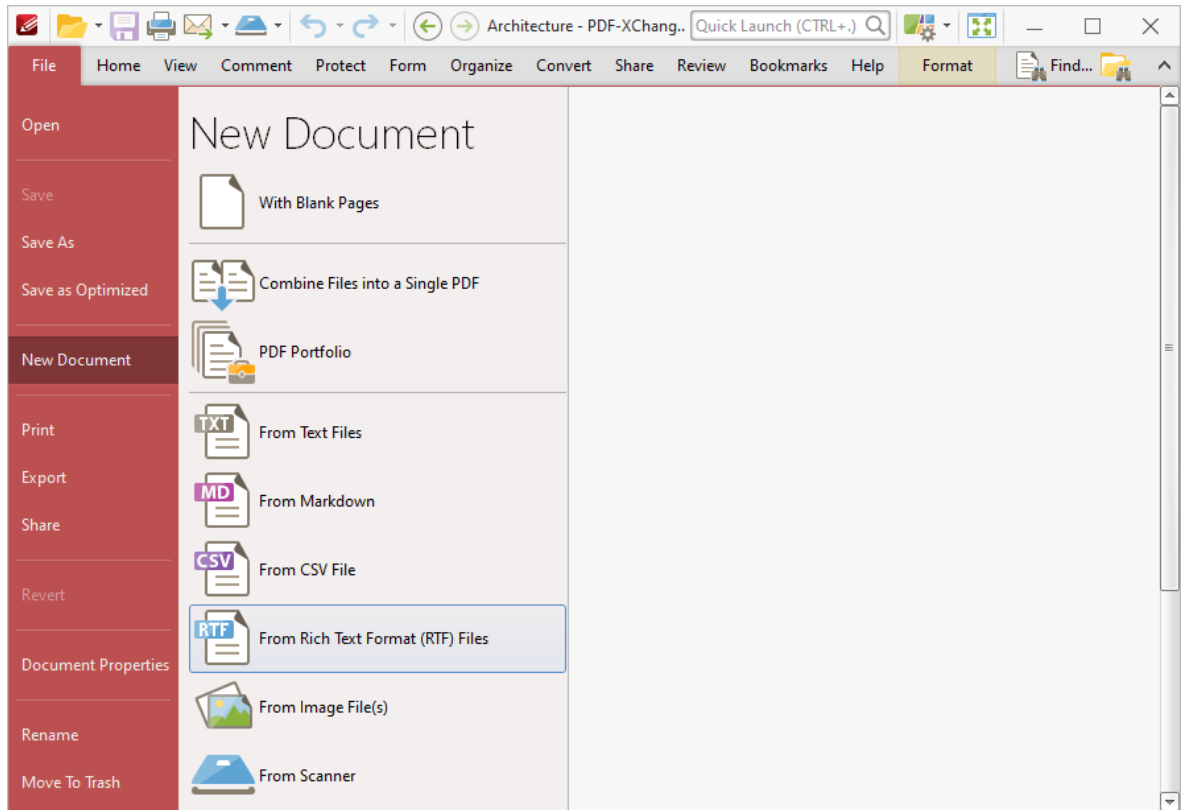 Architecture - PDF-XChang.. Quick Launch (CTRL+.)
File Home View Comment Protect Form Organize Convert Share Review Bookmarks Help Format Find...
Open
Save
Save As
Save as Optimized
New Document
Print
Export
Share
Revert
Document Properties
Rename
Move To Trash
New Document
With Blank Pages
Combine Files into a Single PDF
PDF Portfolio
TXT From Text Files
MD From Markdown
CSV From CSV File
RTF From Rich Text Format (RTF) Files
From Image File(s)
From Scanner